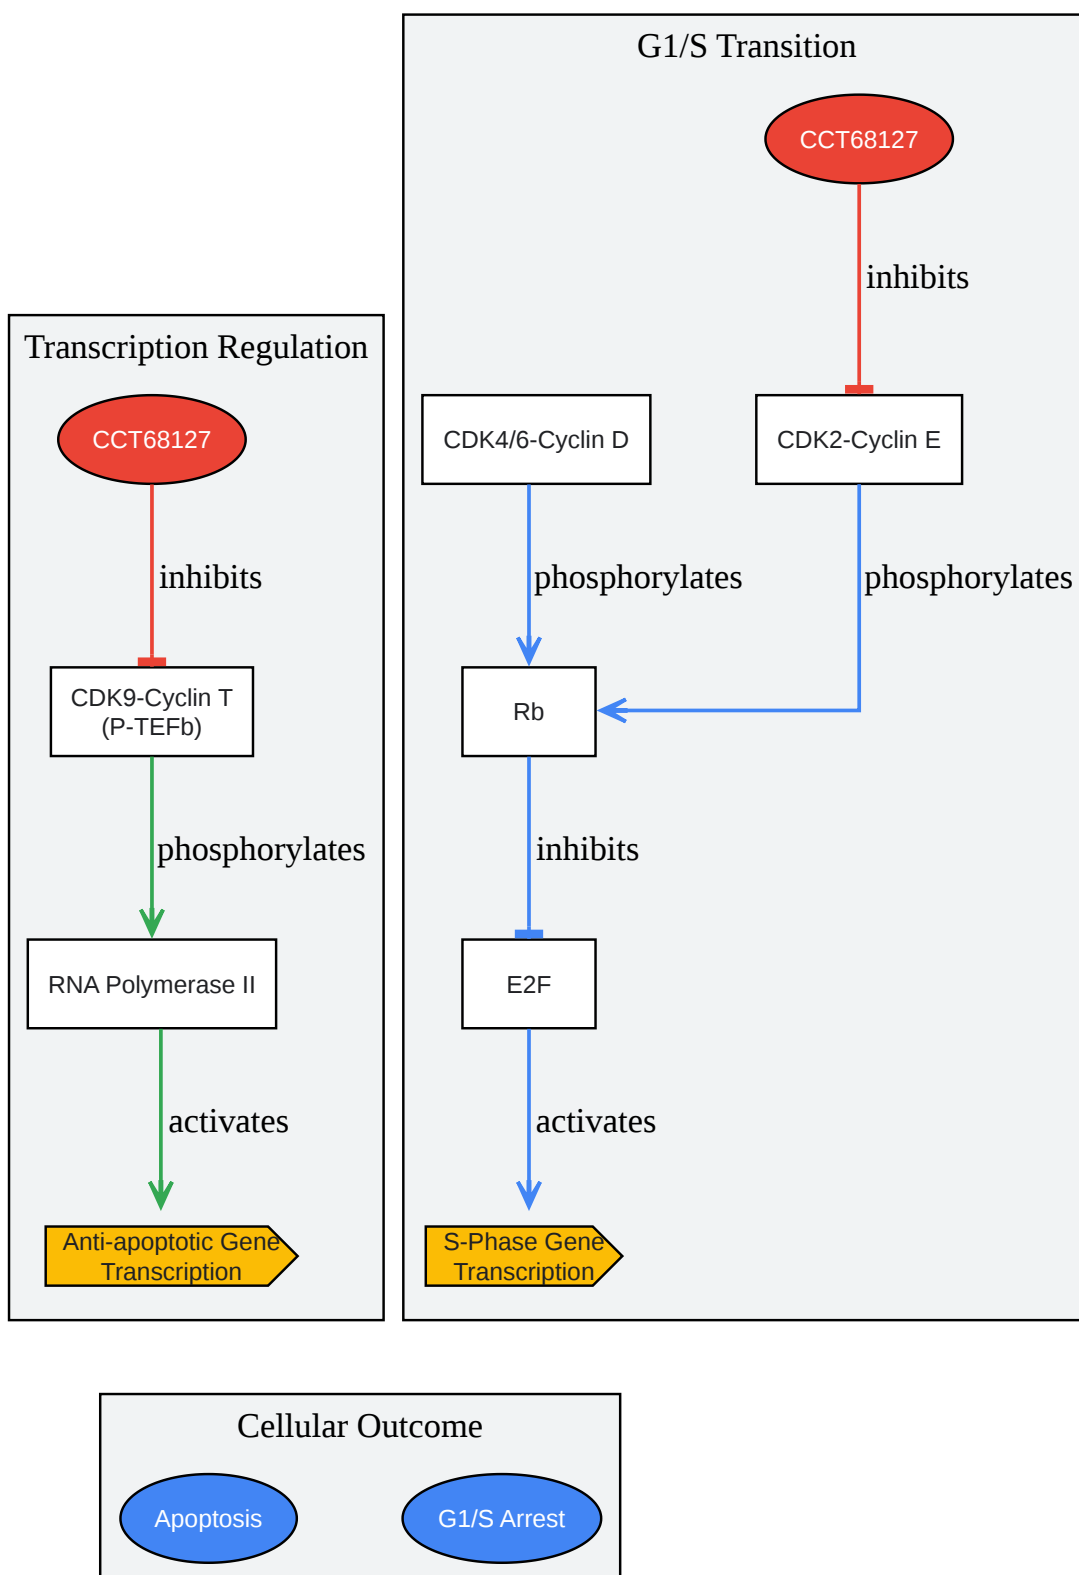 G1/S Transition
CCT68127
inhibits
Transcription Regulation
CCT68127
CDK4/6-Cyclin D
CDK2-Cyclin E
inhibits
phosphorylates
phosphorylates
CDK9-Cyclin T
(P-TEFb)
Rb
phosphorylates
inhibits
RNA Polymerase II
E2F
activates
activates
Anti-apoptotic Gene
Transcription
S-Phase Gene
Transcription
Cellular Outcome
Apoptosis
G1/S Arrest